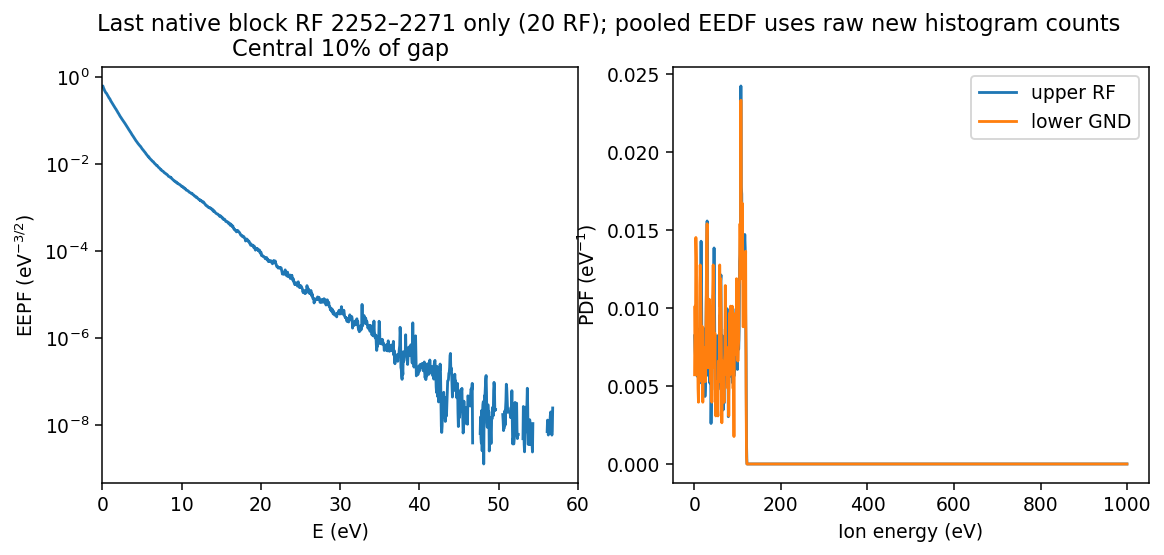 Last native block RF 2252–2271 only (20 RF); pooled EEDF uses raw new histogram counts
Central 10% of gap
10⁰
10⁻²
10⁻⁴
10⁻⁶
10⁻⁸
EEPF (eV⁻³/²)
0 10 20 30 40 50 60
E (eV)
0.025
0.020
0.015
0.010
0.005
0.000
PDF (eV⁻¹)
upper RF
lower GND
0 200 400 600 800 1000
Ion energy (eV)